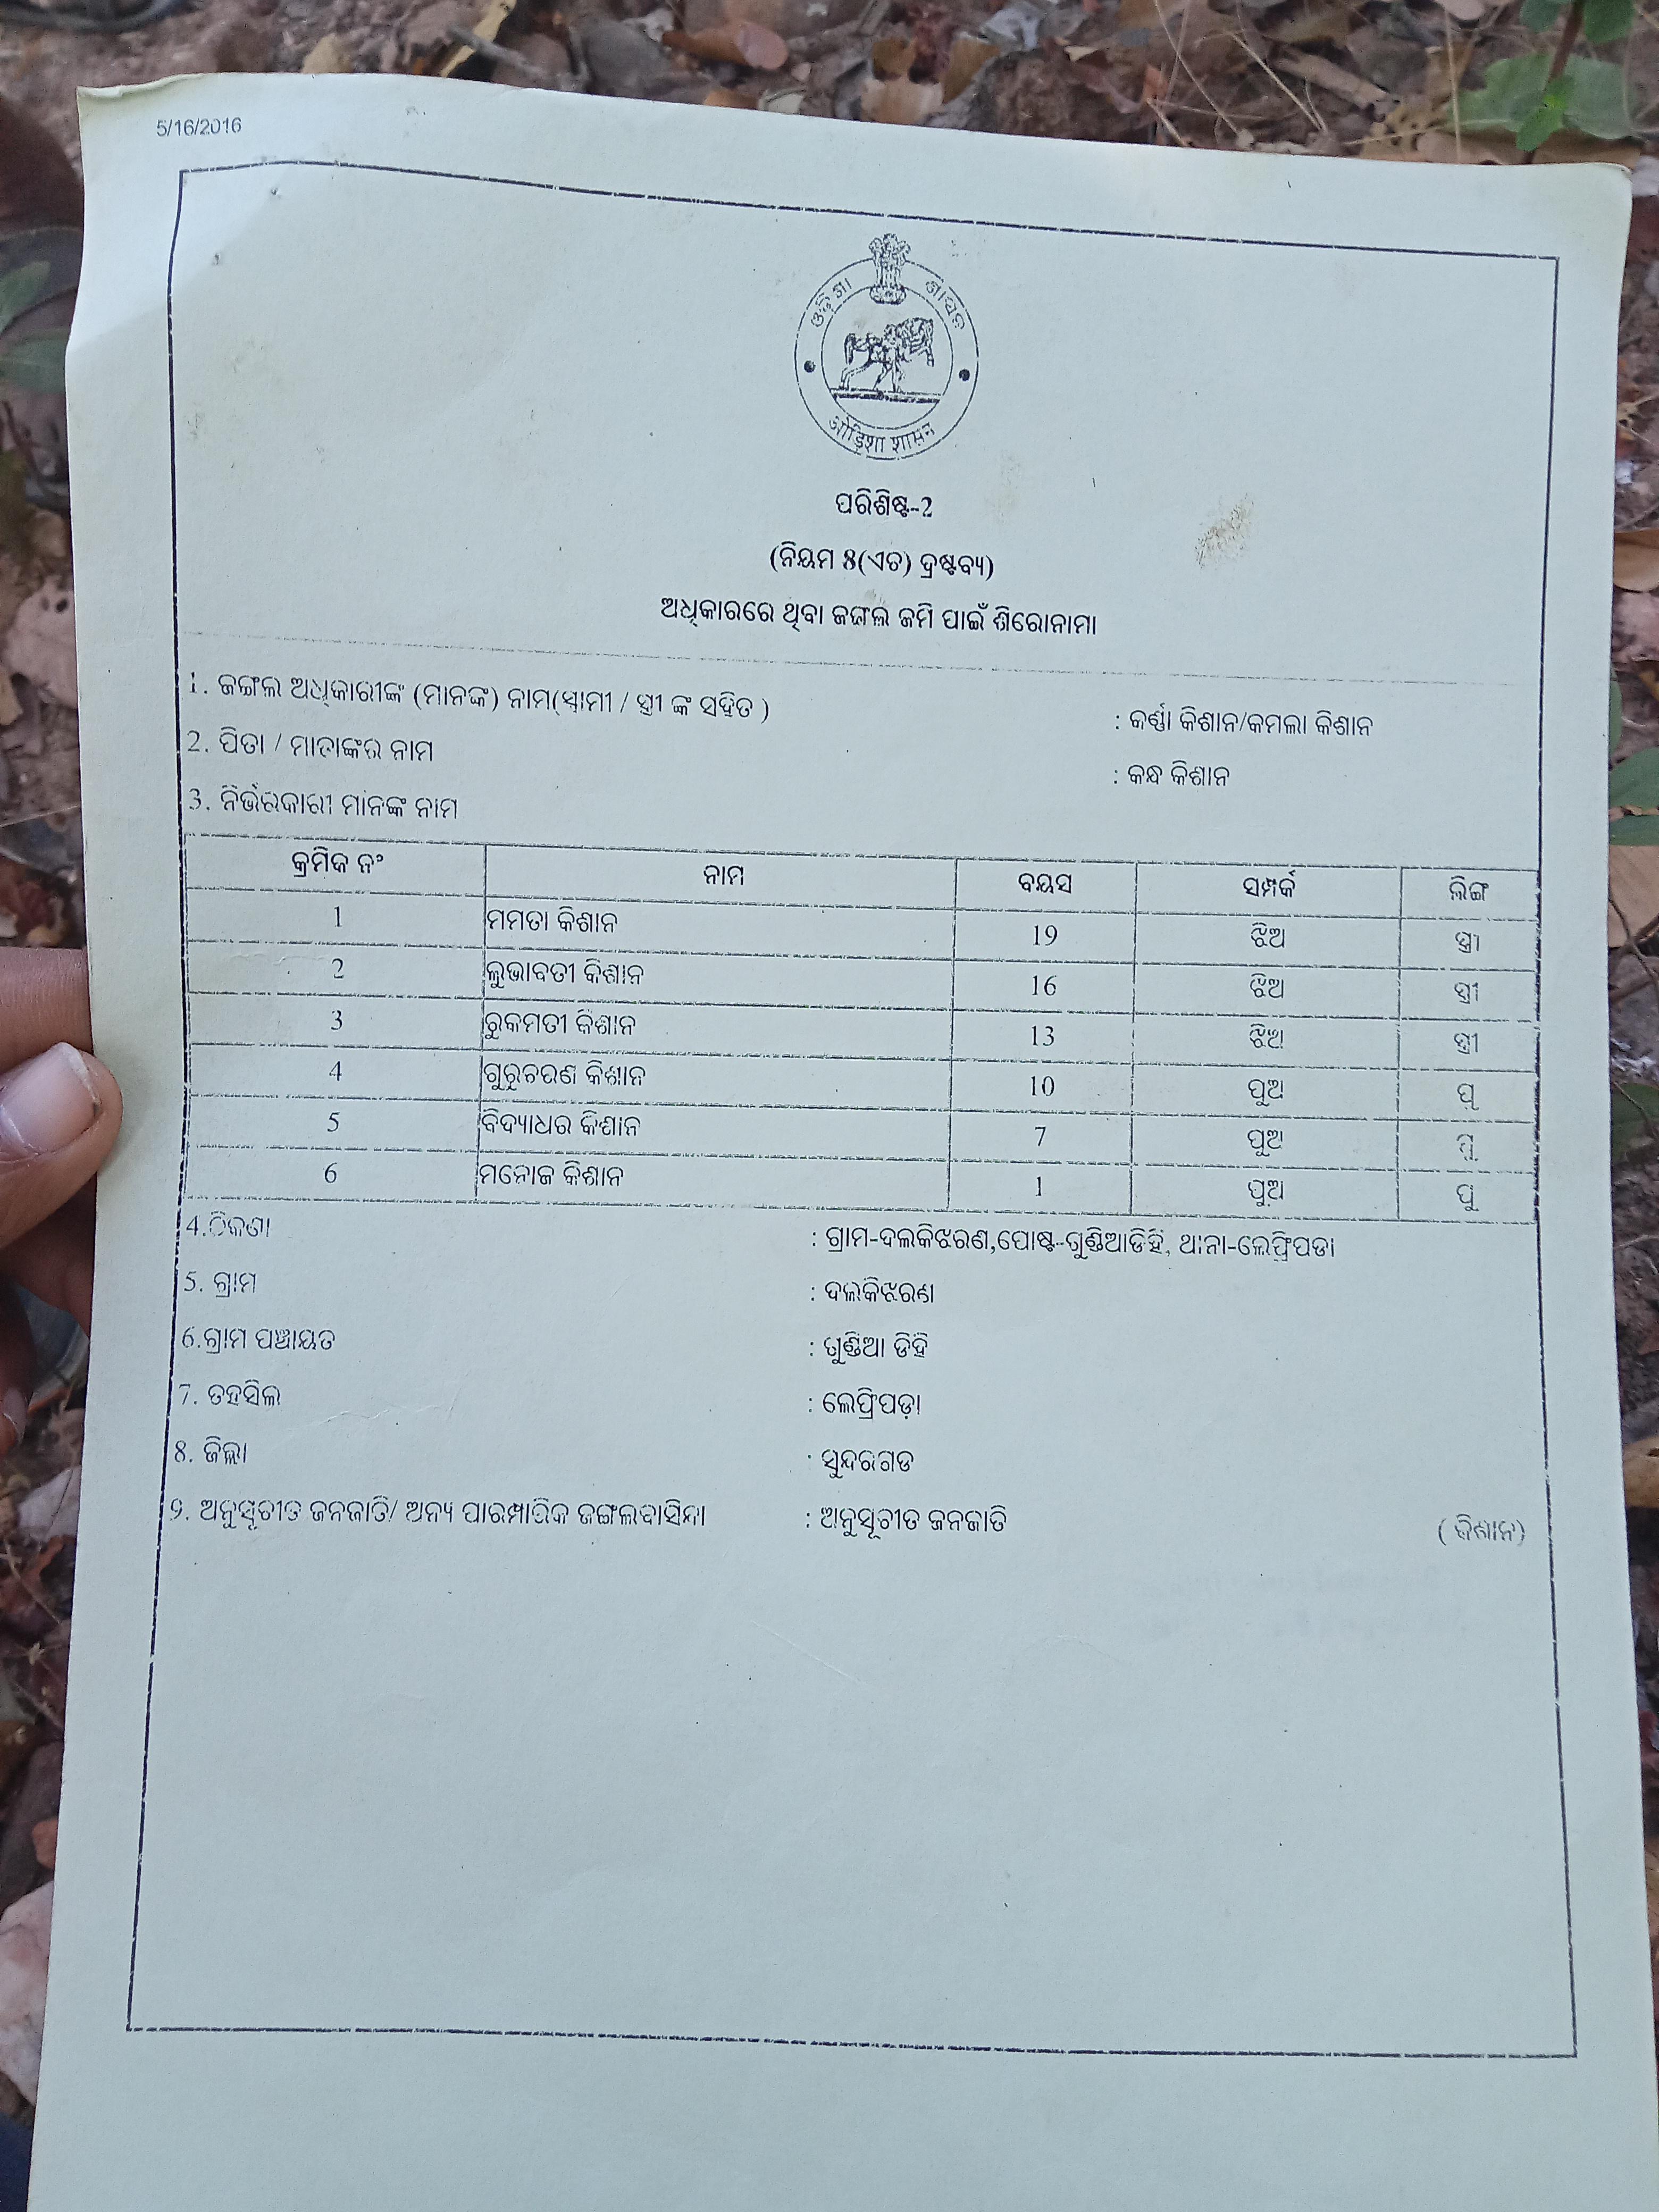 5/16/2016
ଓଡ଼ିଶା ଶାସନ
ओड़िशा शासन
ପରିଶିଷ୍ଟ-2
(ନିୟମ 8(ଏଚ) ଦ୍ରଷ୍ଟବ୍ୟ)
ଅଧିକାରରେ ଥିବା ଜଙ୍ଗଲ ଜମି ପାଇଁ ଶିରୋନାମା
1. ଜଙ୍ଗଲ ଅଧିକାରୀଙ୍କ (ମାନଙ୍କ) ନାମ(ସ୍ଵାମୀ / ସ୍ତ୍ରୀ ଙ୍କ ସହିତ ) : କର୍ଣ୍ଣା କିଶାନ/କମଲା କିଶାନ
2. ପିତା / ମାତାଙ୍କର ନାମ : କନ୍ଧ କିଶାନ
3. ନିର୍ଭରକାରୀ ମାନଙ୍କ ନାମ
କ୍ରମିକ ନଂ ନାମ ବୟସ ସମ୍ପର୍କ ଲିଙ୍ଗ
1 ମମତା କିଶାନ 19 ଝିଅ ସ୍ତ୍ରୀ
2 ଲୁଭାବତୀ କିଶାନ 16 ଝିଅ ସ୍ତ୍ରୀ
3 ରୁକମତୀ କିଶାନ 13 ଝିଅ ସ୍ତ୍ରୀ
4 ଗୁରୁଚରଣ କିଶାନ 10 ପୁଅ ପୁ
5 ବିଦ୍ୟାଧର କିଶାନ 7 ପୁଅ ପୁ
6 ମନୋଜ କିଶାନ 1 ପୁଅ ପୁ
4.ଠିକଣା : ଗ୍ରାମ-ଦଲକିଝରଣ,ପୋଷ୍ଟ-ଗୁଣ୍ଡିଆଡିହି, ଥାନା-ଲେଫ୍ରିପଡା
5. ଗ୍ରାମ : ଦଲକିଝରଣ
6.ଗ୍ରାମ ପଞ୍ଚାୟତ : ଗୁଣ୍ଡିଆ ଡିହି
7. ତହସିଲ : ଲେଫ୍ରିପଡ଼ା
8. ଜିଲ୍ଲା : ସୁନ୍ଦରଗଡ
9. ଅନୁସୂଚୀତ ଜନଜାତି/ ଅନ୍ୟ ପାରମ୍ପାରିକ ଜଙ୍ଗଲବାସିନ୍ଦା : ଅନୁସୂଚୀତ ଜନଜାତି ( କିଶାନ)